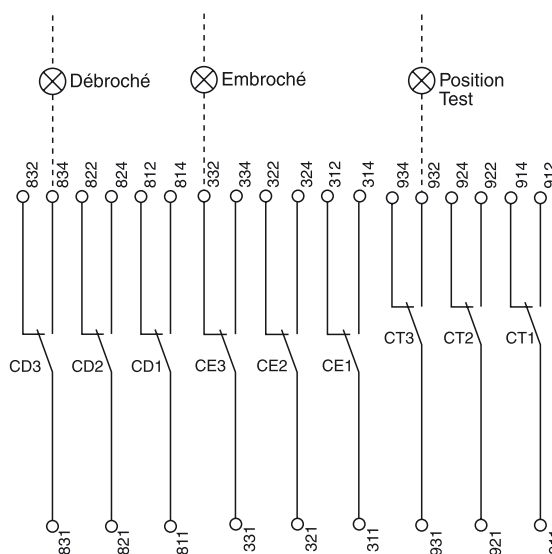 Débroché
Embroché
Position
Test
832
834
822
824
812
814
332
334
322
324
312
314
934
932
924
922
914
912
CD3
CD2
CD1
CE3
CE2
CE1
CT3
CT2
CT1
831
821
811
331
321
311
931
921